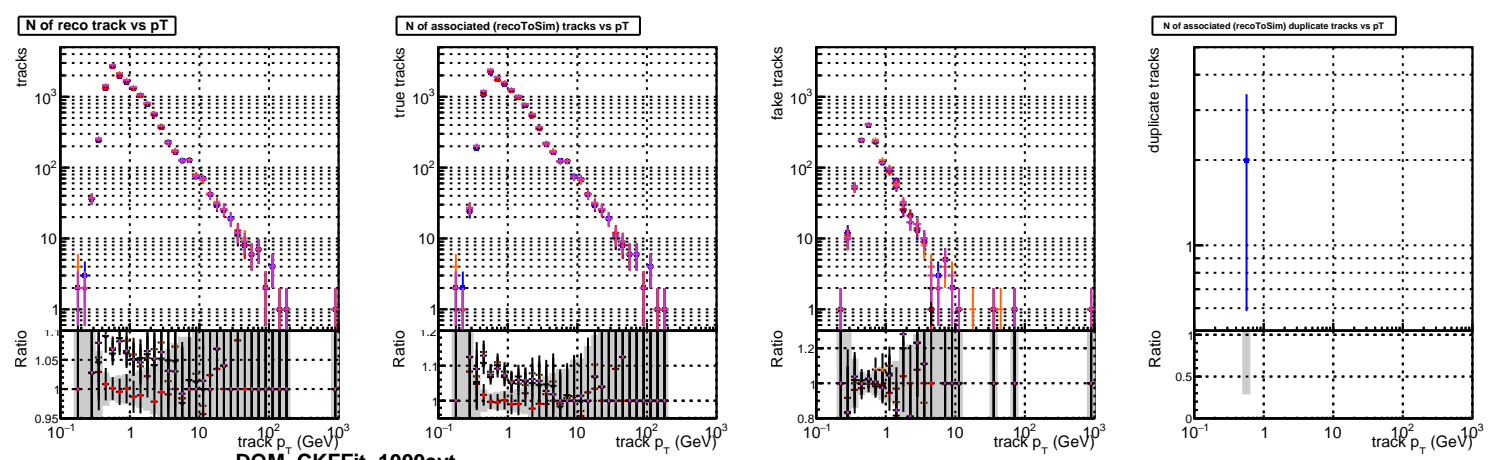 N of reco track vs pT
tracks
10³
10²
10
1
Ratio
1.1
1.05
1
0.95
10⁻¹ 1 10 10² 10³
track p_T (GeV)
N of associated (recoToSim) tracks vs pT
true tracks
10³
10²
10
1
Ratio
1.2
1.1
1
10⁻¹ 1 10 10² 10³
track p_T (GeV)
fake tracks
10³
10²
10
1
Ratio
1.2
1
0.8
10⁻¹ 1 10 10² 10³
track p_T (GeV)
N of associated (recoToSim) duplicate tracks vs pT
duplicate tracks
1
Ratio
1
0.5
0
10⁻¹ 1 10 10² 10³
track p_T (GeV)